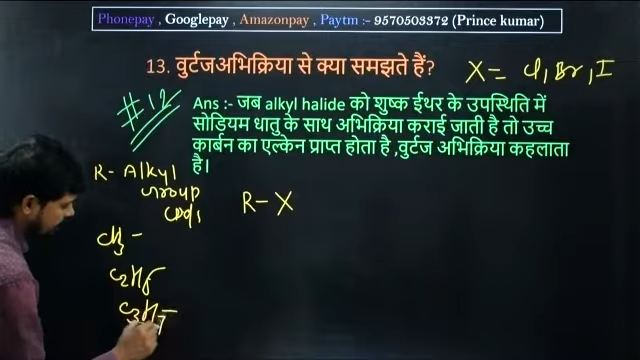 Phonepay , Googlepay , Amazonpay , Paytm :- 9570503372 (Prince kumar)
13. वुर्टजअभिक्रिया से क्या समझते हैं?
X= Cl, Br, I
#12
Ans :- जब alkyl halide को शुष्क ईथर के उपस्थिति में
सोडियम धातु के साथ अभिक्रिया कराई जाती है तो उच्च
कार्बन का एल्केन प्राप्त होता है ,वुर्टज अभिक्रिया कहलाता
है।
R- Alkyl
group
R-X
CH3 -
C2H5
C3H7-